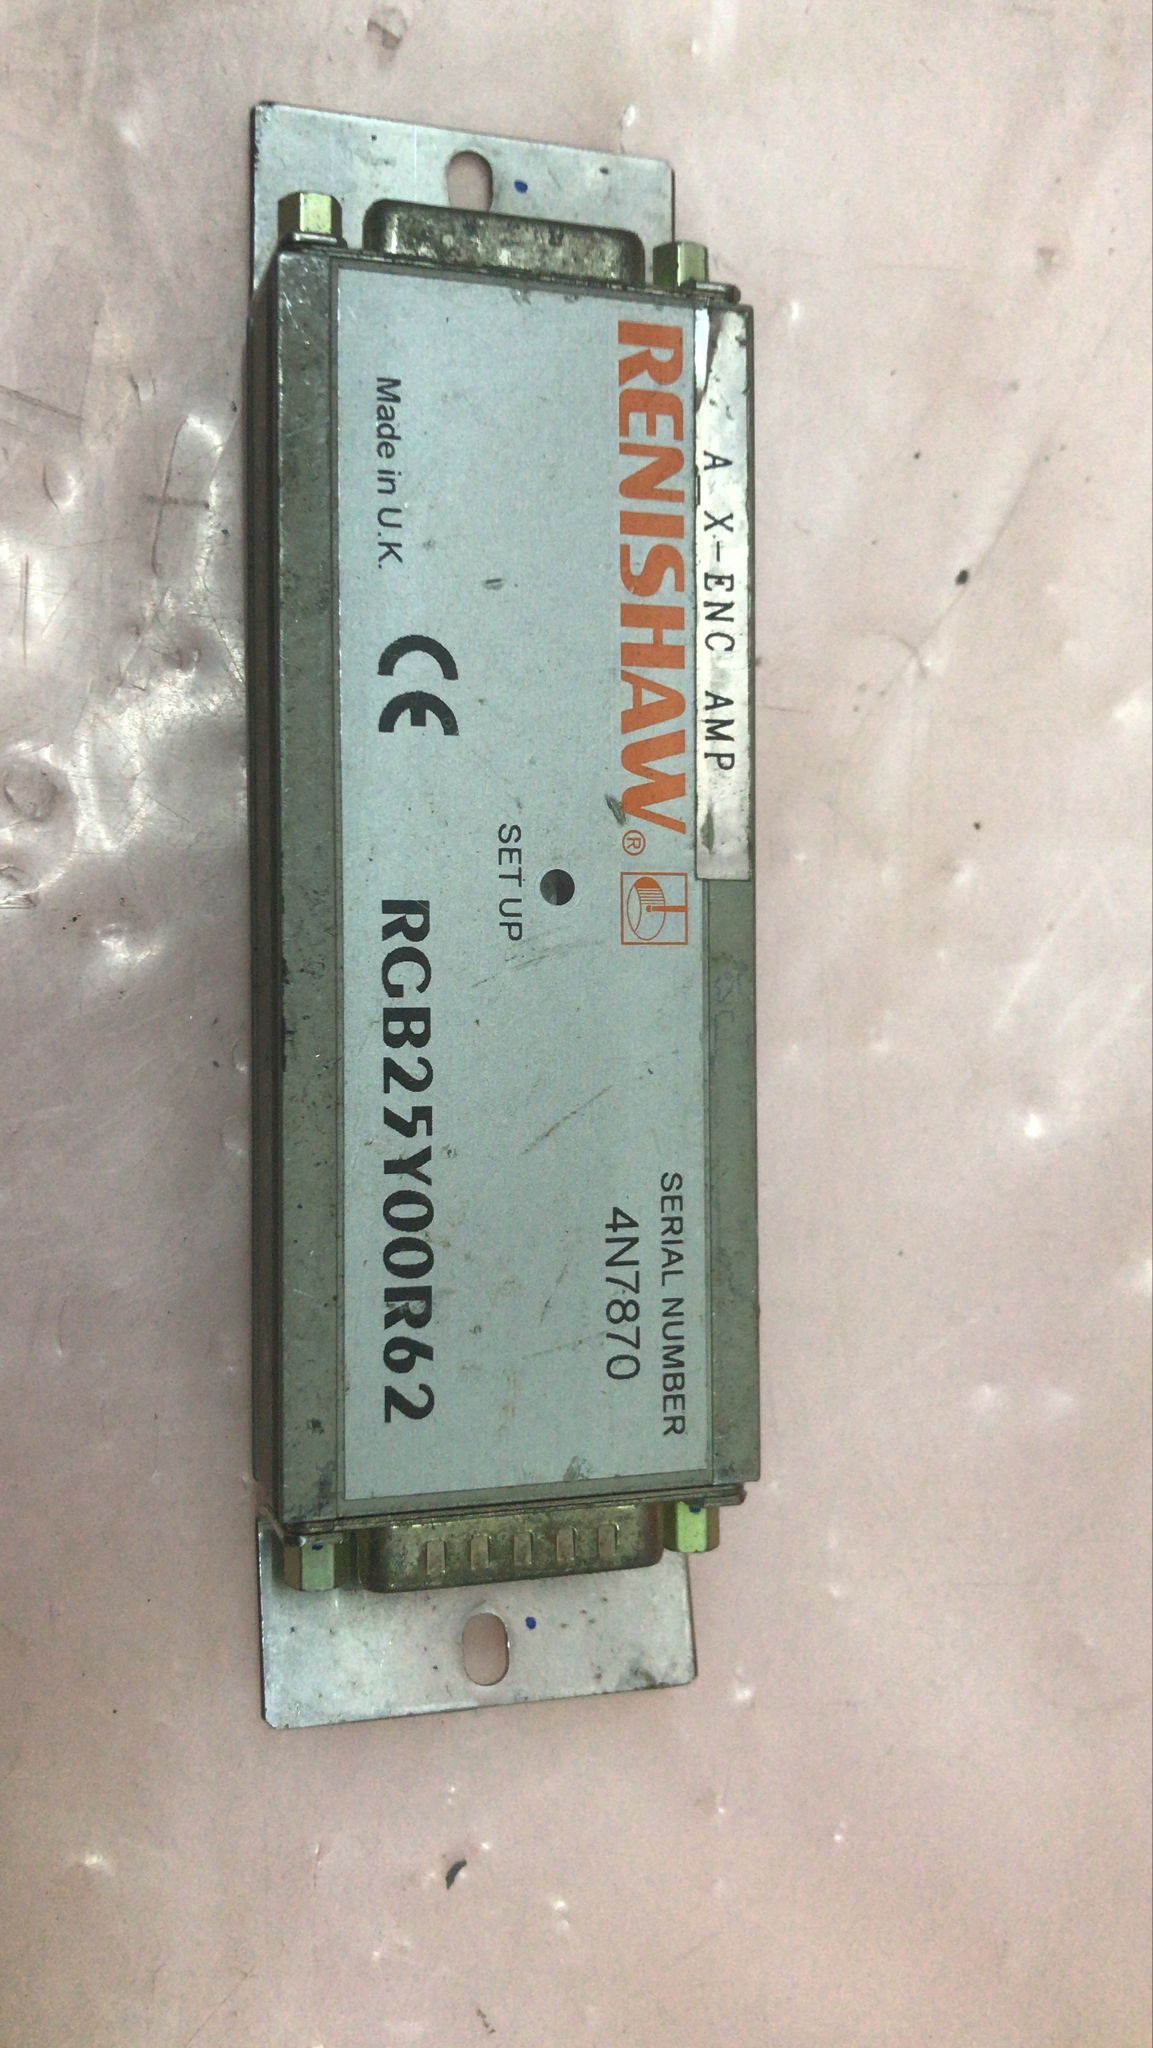 A X-ENC AMP
RENISHAW®
SERIAL NUMBER
4N7870
SET UP
Made in U.K.
CE
RGB25Y00R62